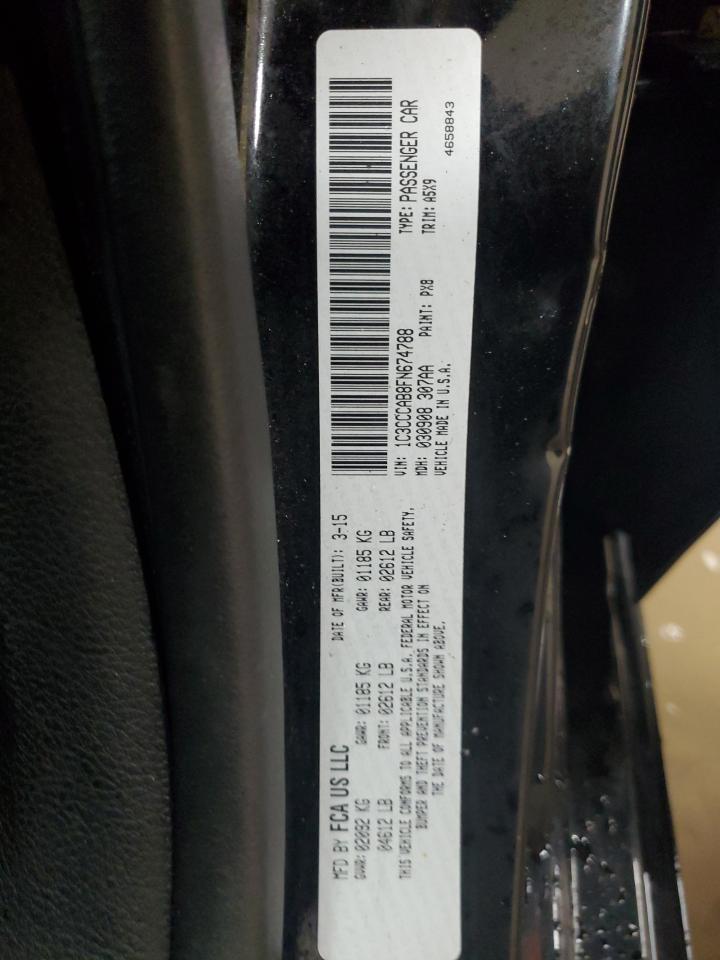 MFD BY FCA US LLC
DATE OF MFR(BUILT): 3-15
GVWR: 02092 KG GAWR: 01185 KG GAWR: 01185 KG
04612 LB FRONT: 02612 LB REAR: 02612 LB
THIS VEHICLE CONFORMS TO ALL APPLICABLE U.S.A. FEDERAL MOTOR VEHICLE SAFETY,
BUMPER AND THEFT PREVENTION STANDARDS IN EFFECT ON
THE DATE OF MANUFACTURE SHOWN ABOVE.
VIN: 1C3CCCAB8FN674788 TYPE: PASSENGER CAR
MDH: 030908 307AA PAINT: PX8 TRIM: A5X9
VEHICLE MADE IN U.S.A.
4658843